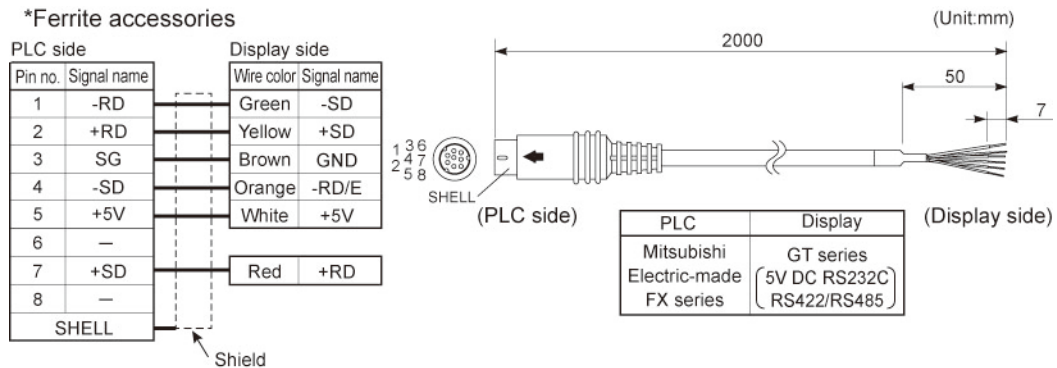 *Ferrite accessories
PLC side
Display side
Pin no. Signal name
Wire color Signal name
1 -RD Green -SD
2 +RD Yellow +SD
3 SG Brown GND
4 -SD Orange -RD/E
5 +5V White +5V
6 –
7 +SD Red +RD
8 –
SHELL
Shield
(Unit:mm)
2000
50
7
1 3 6
2 4 7
5 8
SHELL
(PLC side)
(Display side)
PLC Display
Mitsubishi
Electric-made
FX series
GT series
5V DC RS232C
RS422/RS485